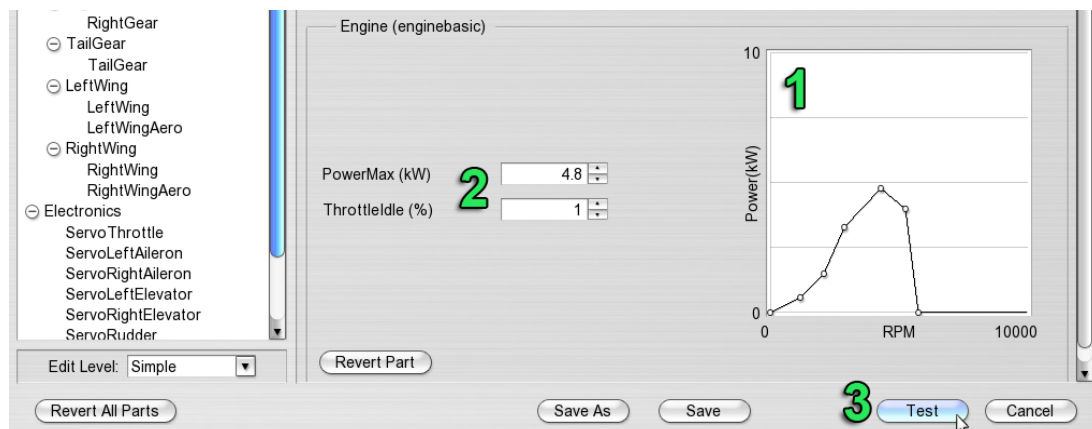 RightGear
TailGear
TailGear
LeftWing
LeftWing
LeftWingAero
RightWing
RightWing
RightWingAero
Electronics
ServoThrottle
ServoLeftAileron
ServoRightAileron
ServoLeftElevator
ServoRightElevator
ServoRudder
Edit Level: Simple
Engine (enginebasic)
PowerMax (kW) 2 4.8
ThrottleIdle (%) 1
10
1
Power(kW)
0
0 RPM 10000
Revert Part
Revert All Parts Save As Save 3 Test Cancel